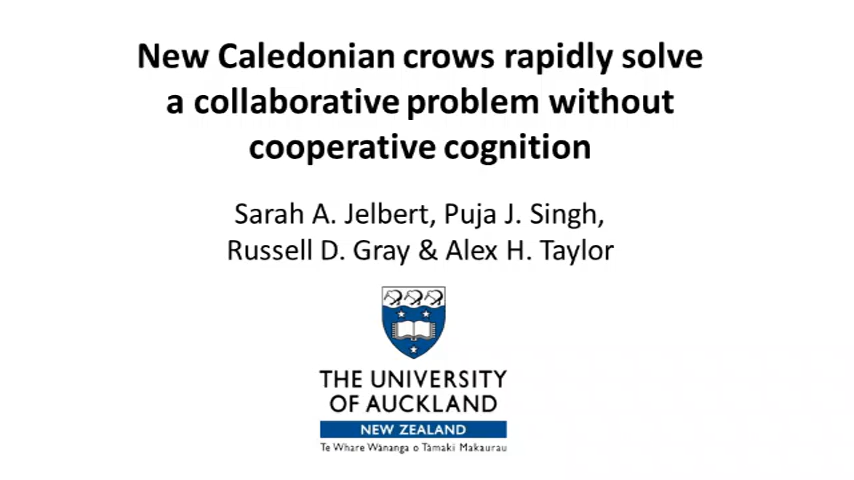 New Caledonian crows rapidly solve
a collaborative problem without
cooperative cognition
Sarah A. Jelbert, Puja J. Singh,
Russell D. Gray & Alex H. Taylor
THE UNIVERSITY
OF AUCKLAND
NEW ZEALAND
Te Whare Wānanga o Tāmaki Makaurau